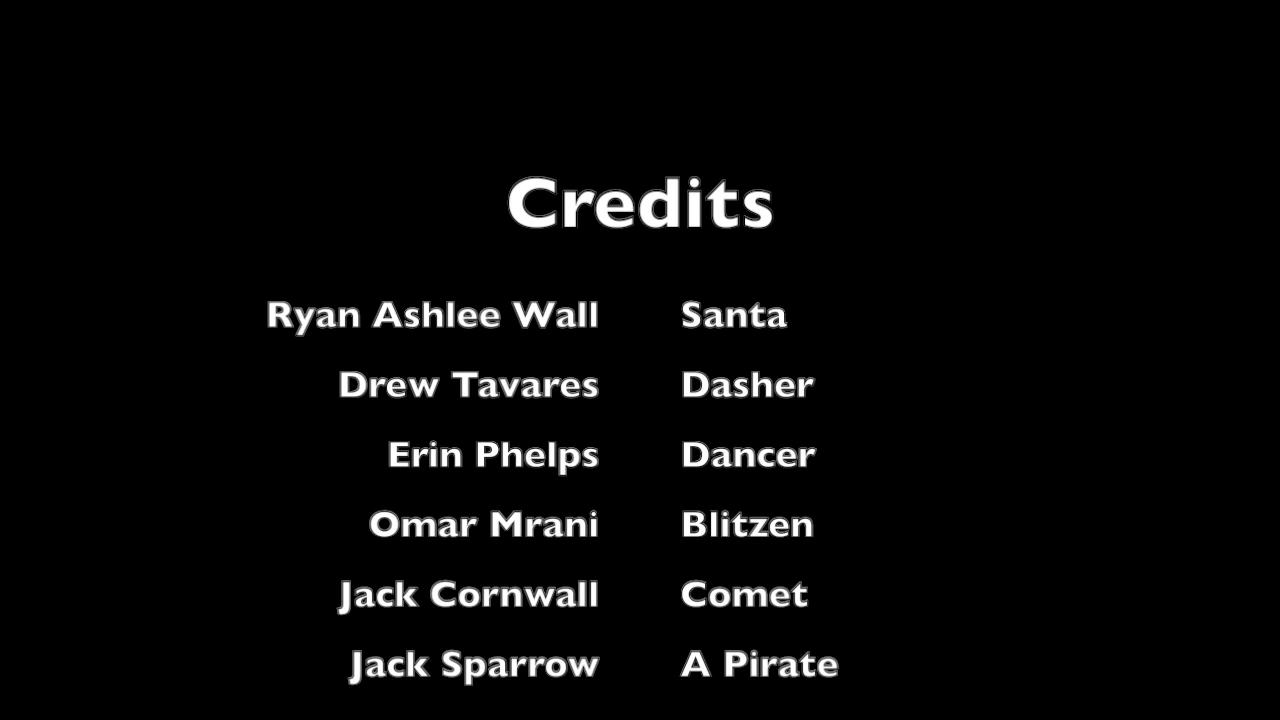 Credits
Ryan Ashlee Wall Santa
Drew Tavares Dasher
Erin Phelps Dancer
Omar Mrani Blitzen
Jack Cornwall Comet
Jack Sparrow A Pirate